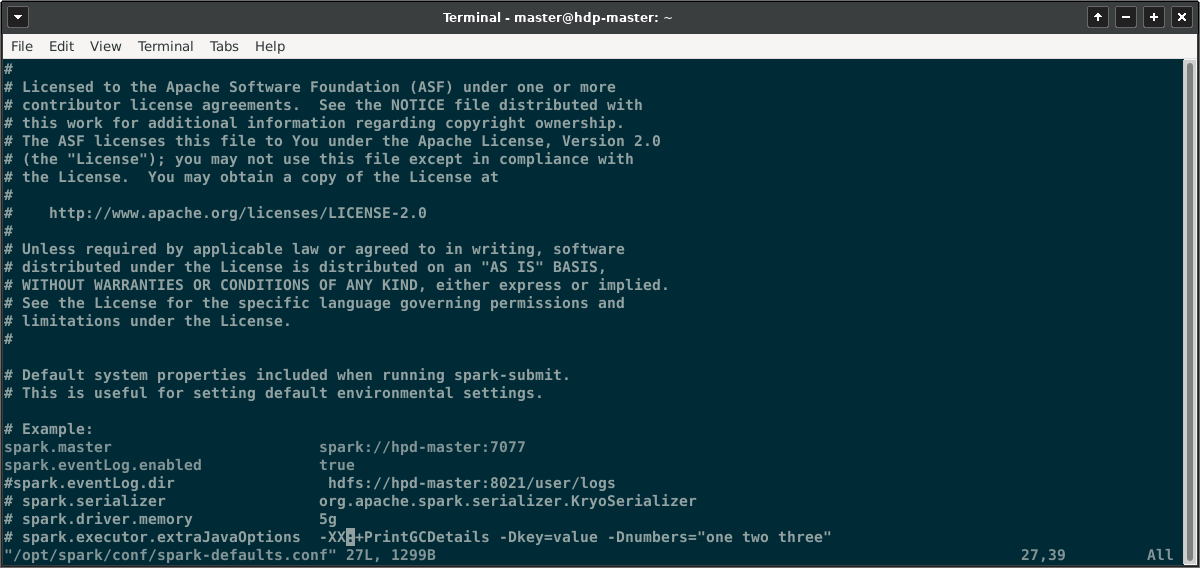 Terminal - master@hdp-master: ~
File Edit View Terminal Tabs Help
#
# Licensed to the Apache Software Foundation (ASF) under one or more
# contributor license agreements.  See the NOTICE file distributed with
# this work for additional information regarding copyright ownership.
# The ASF licenses this file to You under the Apache License, Version 2.0
# (the "License"); you may not use this file except in compliance with
# the License.  You may obtain a copy of the License at
#
#    http://www.apache.org/licenses/LICENSE-2.0
#
# Unless required by applicable law or agreed to in writing, software
# distributed under the License is distributed on an "AS IS" BASIS,
# WITHOUT WARRANTIES OR CONDITIONS OF ANY KIND, either express or implied.
# See the License for the specific language governing permissions and
# limitations under the License.
#
# Default system properties included when running spark-submit.
# This is useful for setting default environmental settings.
# Example:
spark.master                       spark://hpd-master:7077
spark.eventLog.enabled             true
#spark.eventLog.dir                 hdfs://hpd-master:8021/user/logs
# spark.serializer                 org.apache.spark.serializer.KryoSerializer
# spark.driver.memory              5g
# spark.executor.extraJavaOptions  -XX:+PrintGCDetails -Dkey=value -Dnumbers="one two three"
"/opt/spark/conf/spark-defaults.conf" 27L, 1299B 27,39 All